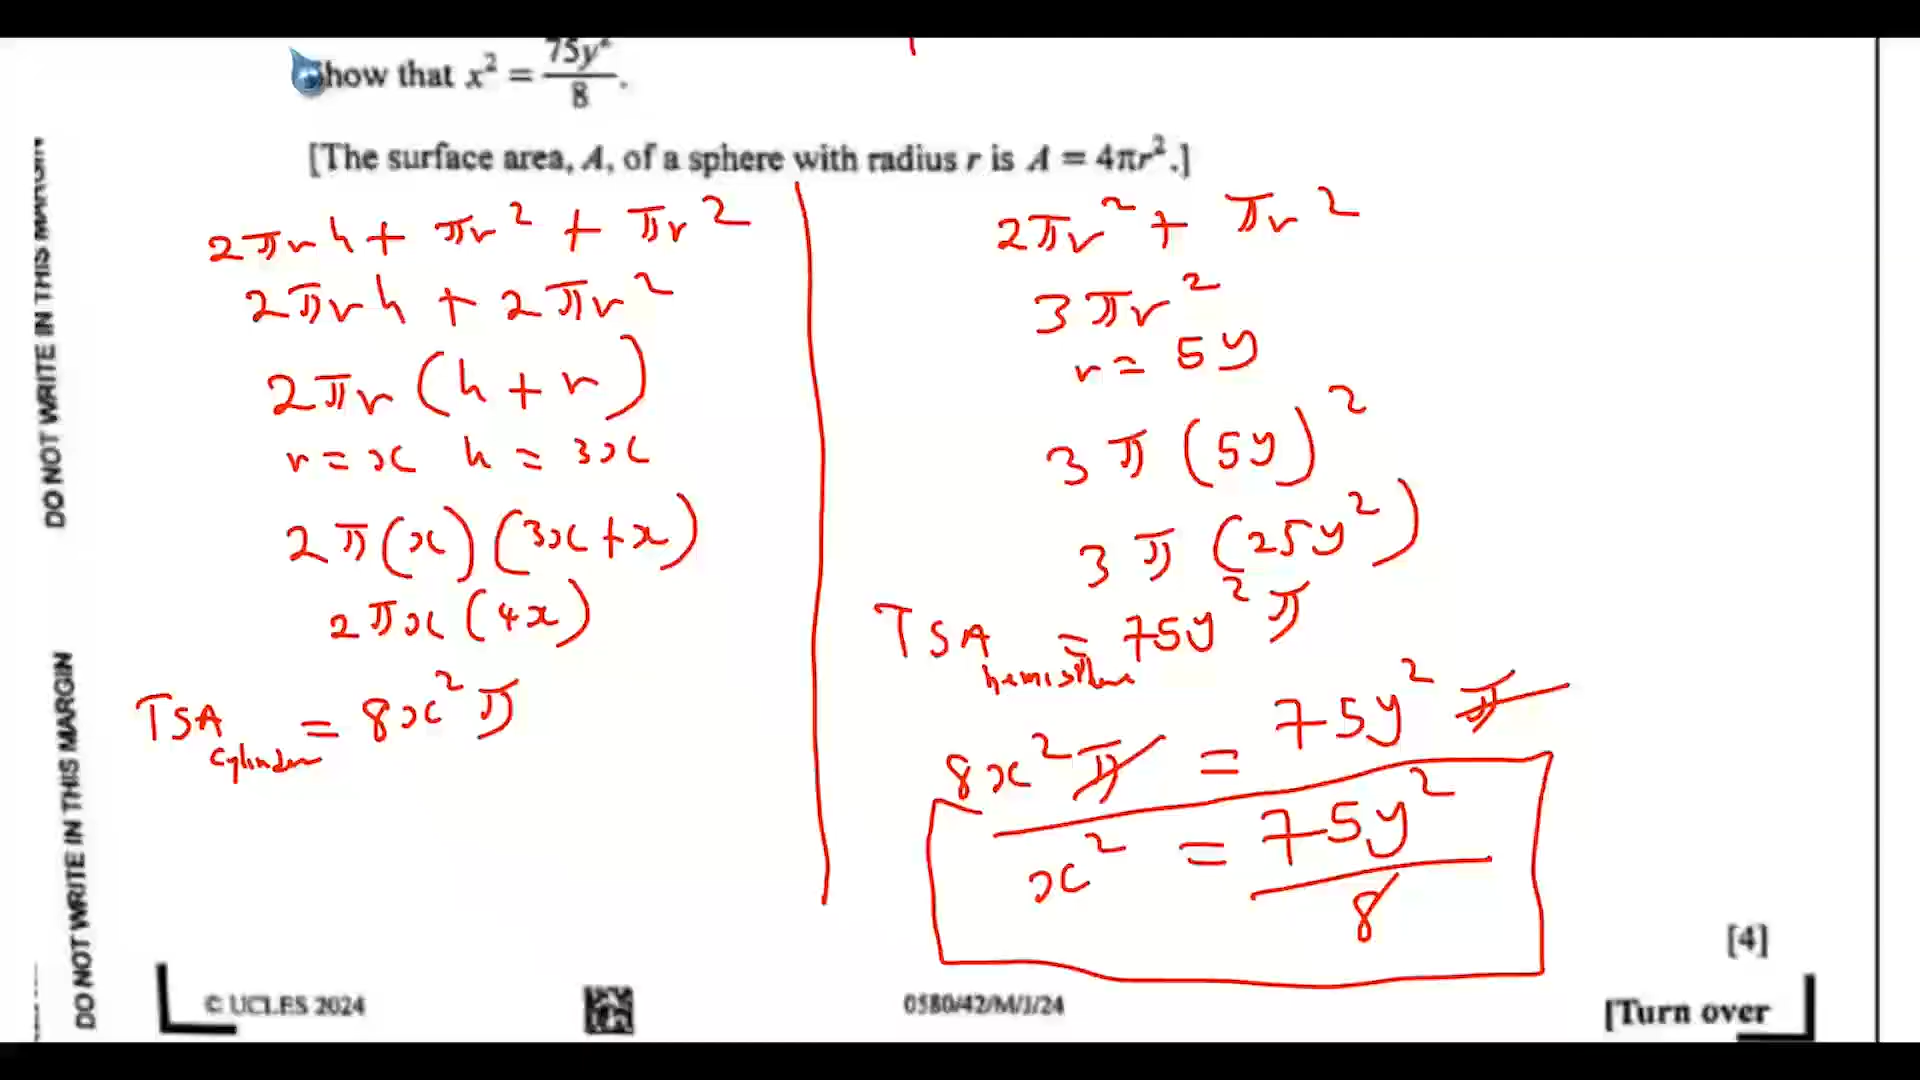 Show that x² = 75y²/8.
[The surface area, A, of a sphere with radius r is A = 4πr².]
2πrh + πr² + πr²
2πrh + 2πr²
2πr (h + r)
r = x h = 3x
2π(x) (3x + x)
2πx (4x)
TSA cylinder = 8x²π
2πr² + πr²
3πr²
r = 5y
3π (5y)²
3π (25y²)
TSA hemisphere = 75y²π
8x²π = 75y²π
x² = 75y²/8
[4]
© UCLES 2024
0580/42/M/J/24
[Turn over
DO NOT WRITE IN THIS MARGIN
DO NOT WRITE IN THIS MARGIN